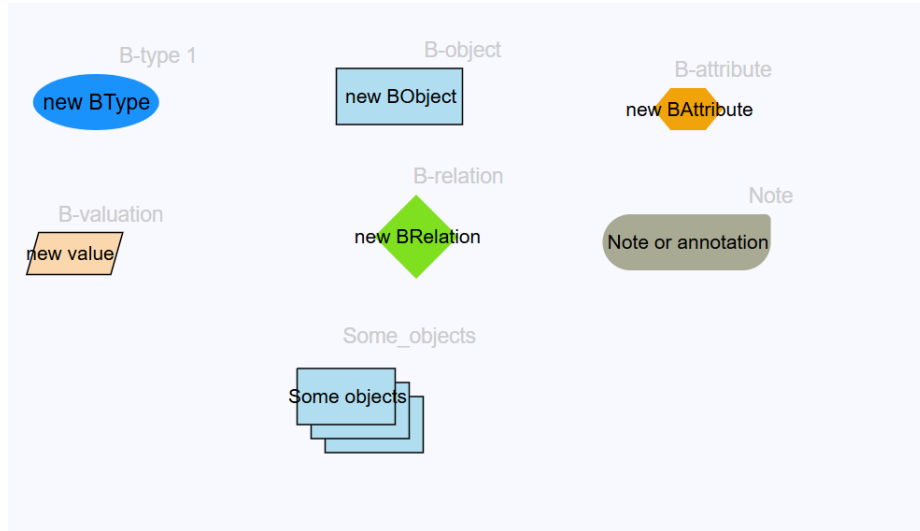 B-type 1
new BType
B-object
new BObject
B-attribute
new BAttribute
B-valuation
new value
B-relation
new BRelation
Note
Note or annotation
Some_objects
Some objects